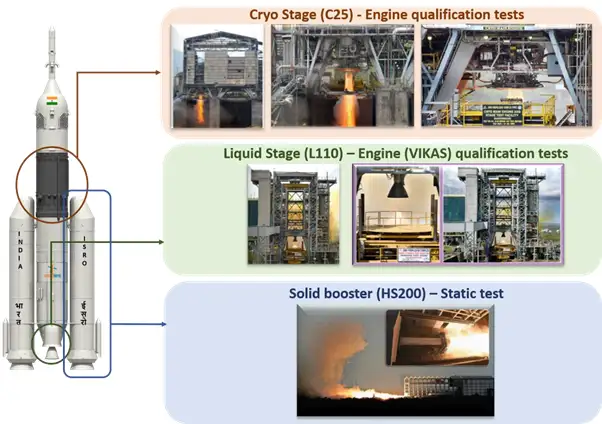 Cryo Stage (C25) - Engine qualification tests
Liquid Stage (L110) – Engine (VIKAS) qualification tests
Solid booster (HS200) – Static test
INDIA
भारत
ISRO
इसरो